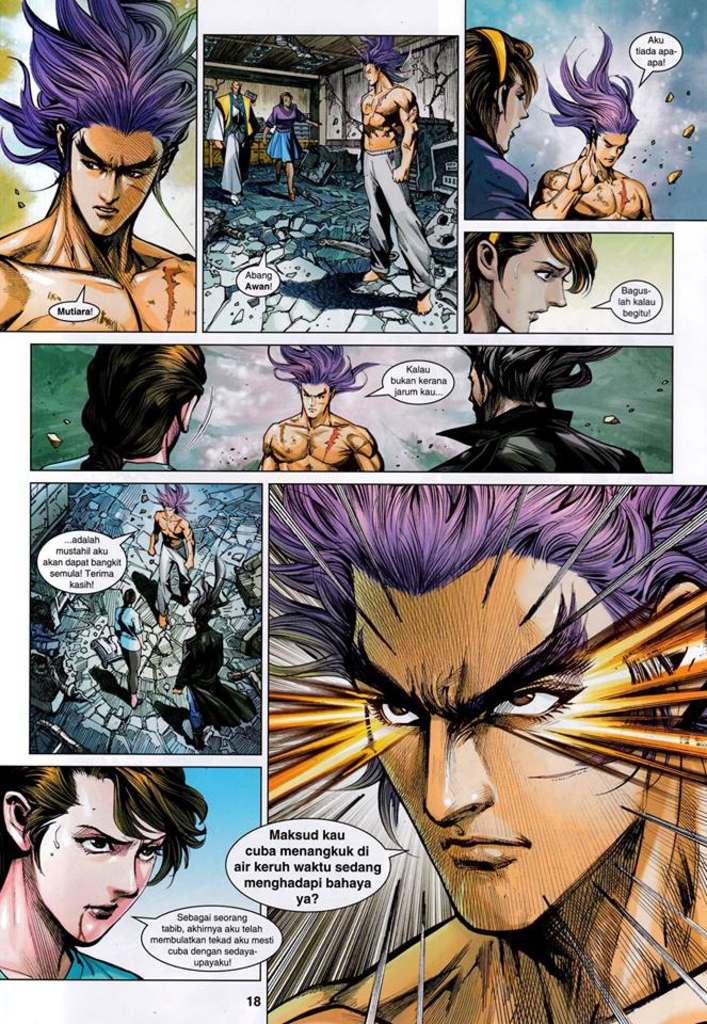 Mutiara!
Abang
Awan!
Aku
tiada apa-
apa!
Bagus-
lah kalau
begitu!
Kalau
bukan kerana
jarum kau...
...adalah
mustahil aku
akan dapat bangkit
semula! Terima
kasih!
Maksud kau
cuba menangkuk di
air keruh waktu sedang
menghadapi bahaya
ya?
Sebagai seorang
tabib, akhirnya aku telah
membulatkan tekad aku mesti
cuba dengan sedaya-
upayaku!
18